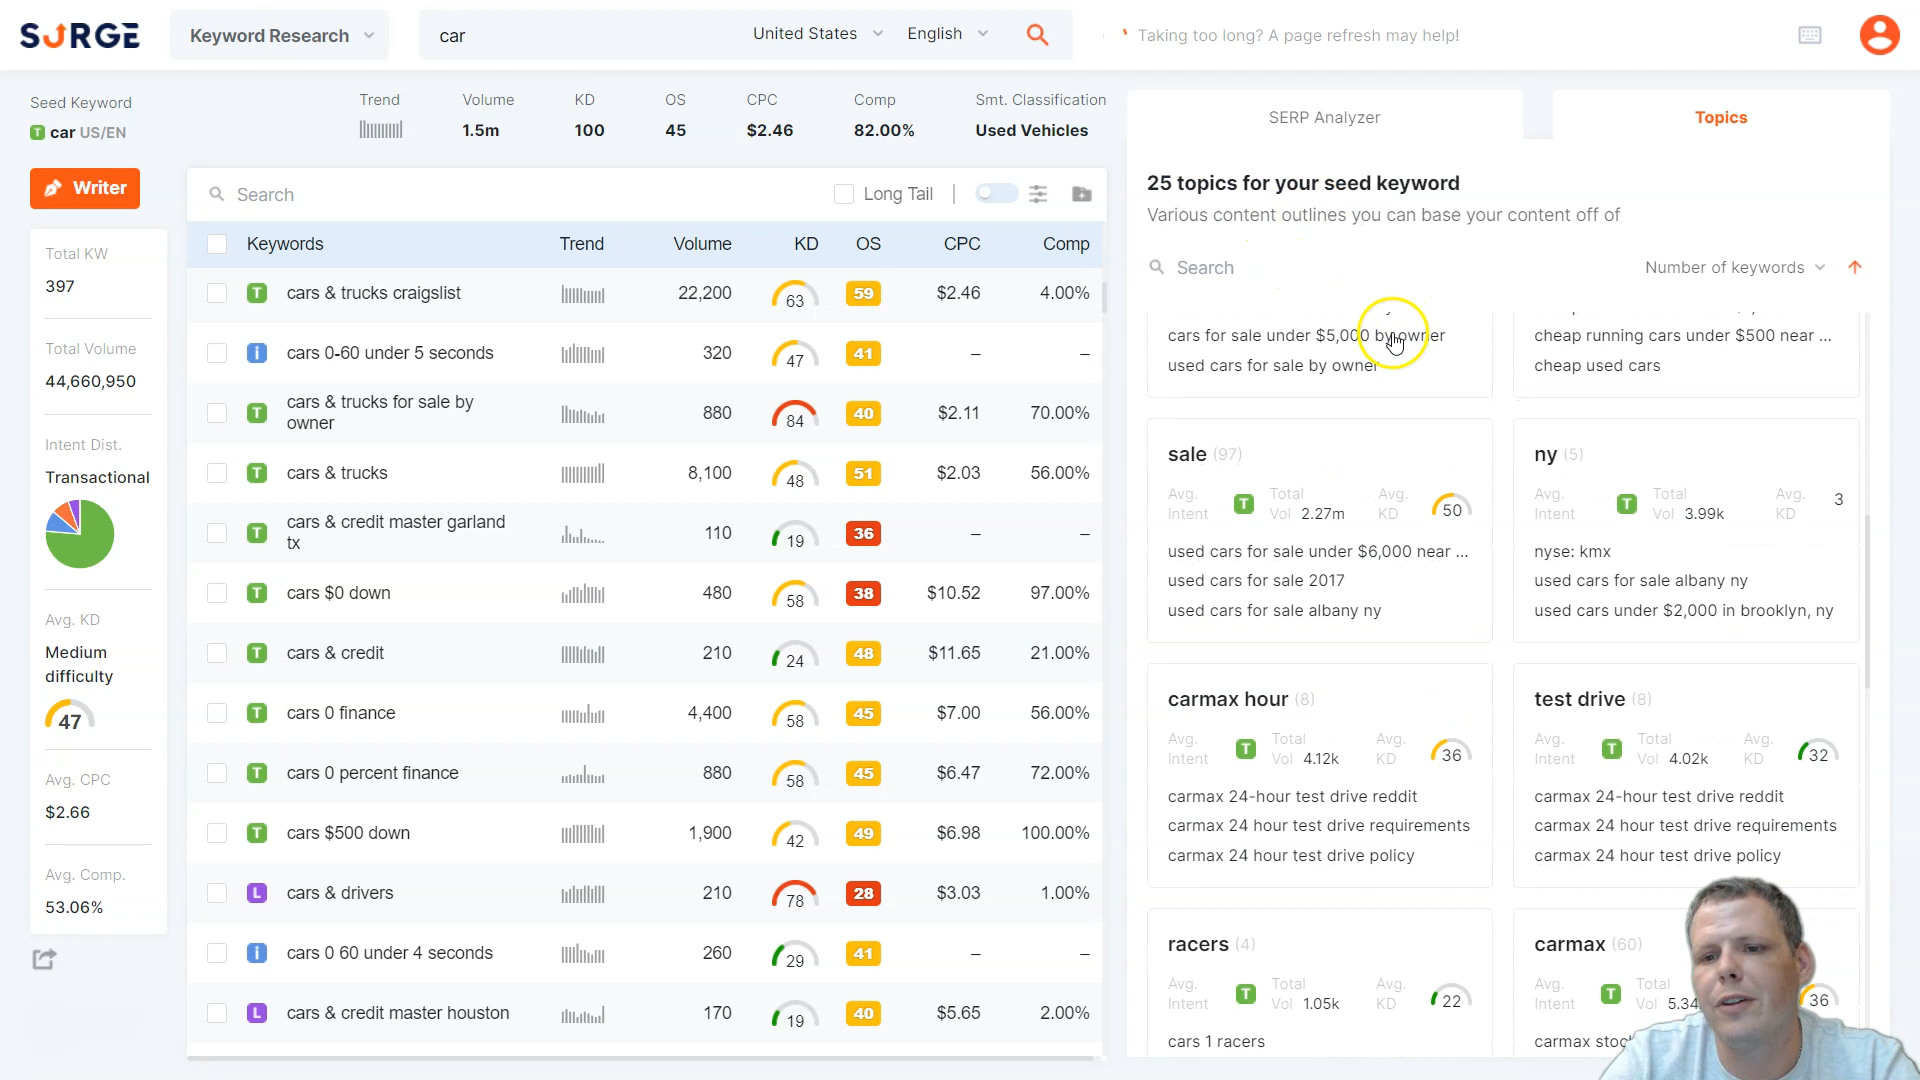 SURGE
Keyword Research
car
United States
English
Taking too long? A page refresh may help!
Seed Keyword
T car US/EN
Trend
Volume
KD
OS
CPC
Comp
Smt. Classification
1.5m
100
45
$2.46
82.00%
Used Vehicles
Writer
Total KW
397
Total Volume
44,660,950
Intent Dist.
Transactional
Avg. KD
Medium
difficulty
47
Avg. CPC
$2.66
Avg. Comp.
53.06%
Search
Long Tail
Keywords Trend Volume KD OS CPC Comp
T cars & trucks craigslist 22,200 63 59 $2.46 4.00%
i cars 0-60 under 5 seconds 320 47 41 – –
T cars & trucks for sale by
owner 880 84 40 $2.11 70.00%
T cars & trucks 8,100 48 51 $2.03 56.00%
T cars & credit master garland
tx 110 19 36 – –
T cars $0 down 480 58 38 $10.52 97.00%
T cars & credit 210 24 48 $11.65 21.00%
T cars 0 finance 4,400 58 45 $7.00 56.00%
T cars 0 percent finance 880 58 45 $6.47 72.00%
T cars $500 down 1,900 42 49 $6.98 100.00%
L cars & drivers 210 78 28 $3.03 1.00%
i cars 0 60 under 4 seconds 260 29 41 – –
L cars & credit master houston 170 19 40 $5.65 2.00%
SERP Analyzer
Topics
25 topics for your seed keyword
Various content outlines you can base your content off of
Search
Number of keywords
cars for sale under $5,000 by owner
used cars for sale by owner
cheap running cars under $500 near ...
cheap used cars
sale (97)
Avg. Intent T Total Vol 2.27m Avg. KD 50
used cars for sale under $6,000 near ...
used cars for sale 2017
used cars for sale albany ny
ny (5)
Avg. Intent T Total Vol 3.99k Avg. KD 3
nyse: kmx
used cars for sale albany ny
used cars under $2,000 in brooklyn, ny
carmax hour (8)
Avg. Intent T Total Vol 4.12k Avg. KD 36
carmax 24-hour test drive reddit
carmax 24 hour test drive requirements
carmax 24 hour test drive policy
test drive (8)
Avg. Intent T Total Vol 4.02k Avg. KD 32
carmax 24-hour test drive reddit
carmax 24 hour test drive requirements
carmax 24 hour test drive policy
racers (4)
Avg. Intent T Total Vol 1.05k Avg. KD 22
cars 1 racers
carmax (60)
Avg. Intent T Total Vol 5.34 36
carmax stoc